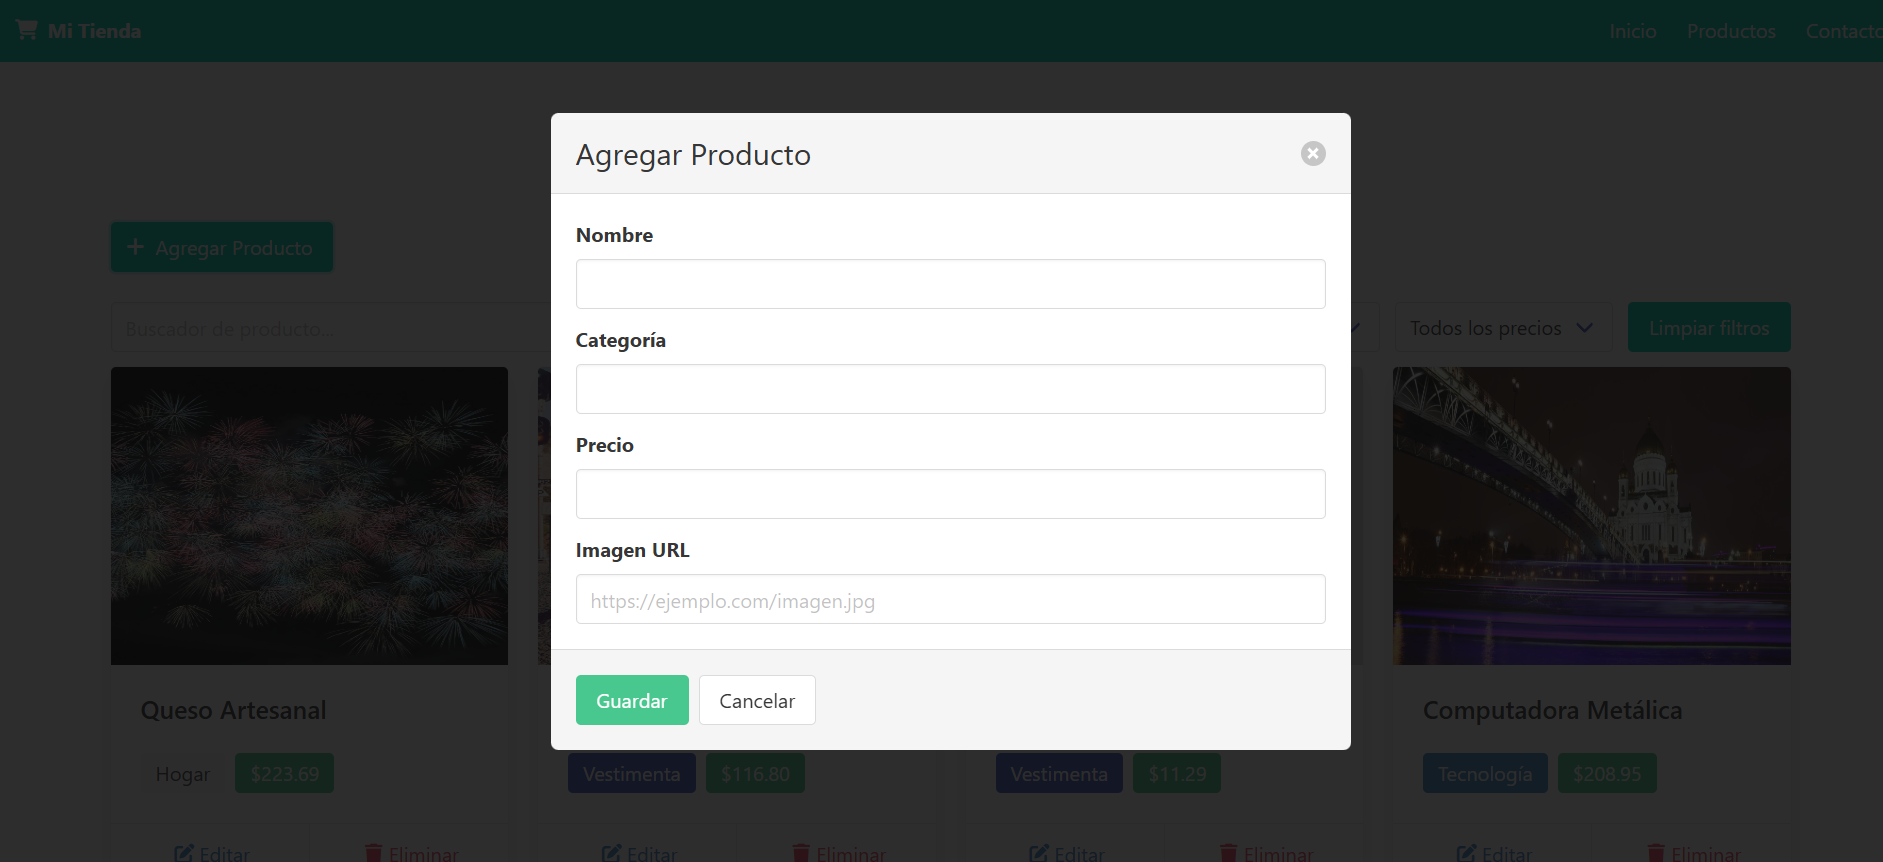 Mi Tienda
Inicio Productos Contacto
Agregar Producto
Nombre
Categoría
Precio
Imagen URL
https://ejemplo.com/imagen.jpg
Guardar Cancelar
Agregar Producto
Buscador de producto... Todos los precios Limpiar filtros
Queso Artesanal Computadora Metálica
Hogar $223.69 Vestimenta $116.80 Vestimenta $11.29 Tecnología $208.95
Editar Eliminar Editar Eliminar Editar Eliminar Editar Eliminar